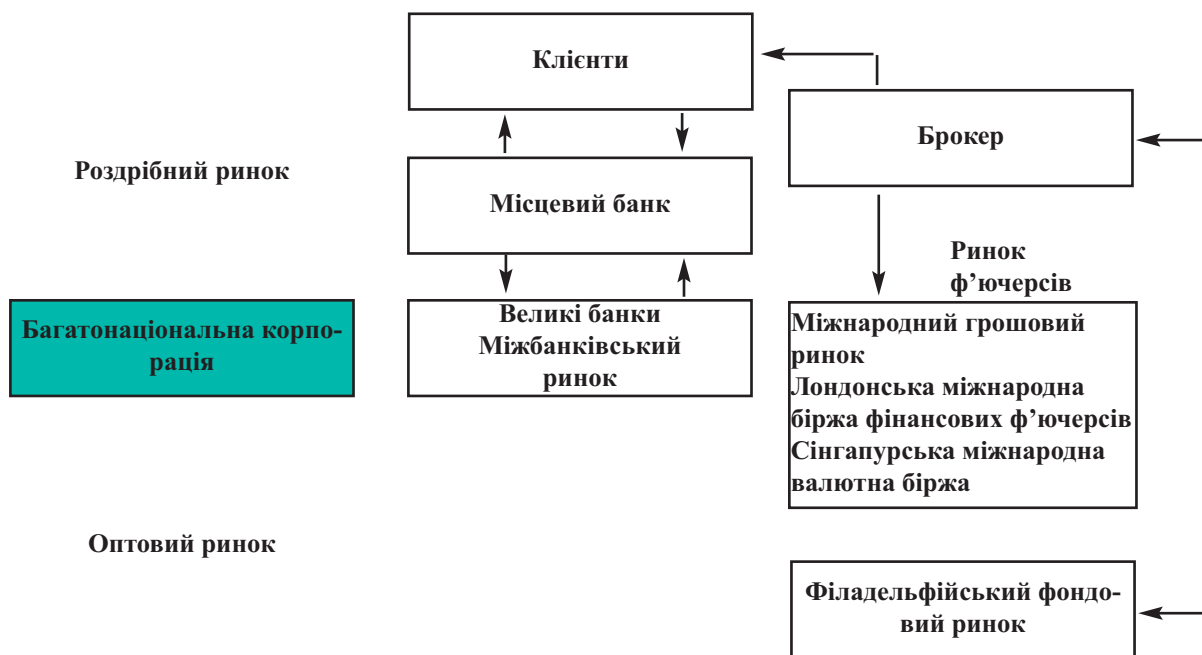 Клієнти
Брокер
Роздрібний ринок
Місцевий банк
Ринок
ф’ючерсів
Багатонаціональна корпо-
рація
Великі банки
Міжбанківський
ринок
Міжнародний грошовий
ринок
Лондонська міжнародна
біржа фінансових ф’ючерсів
Сінгапурська міжнародна
валютна біржа
Оптовий ринок
Філадельфійський фондо-
вий ринок